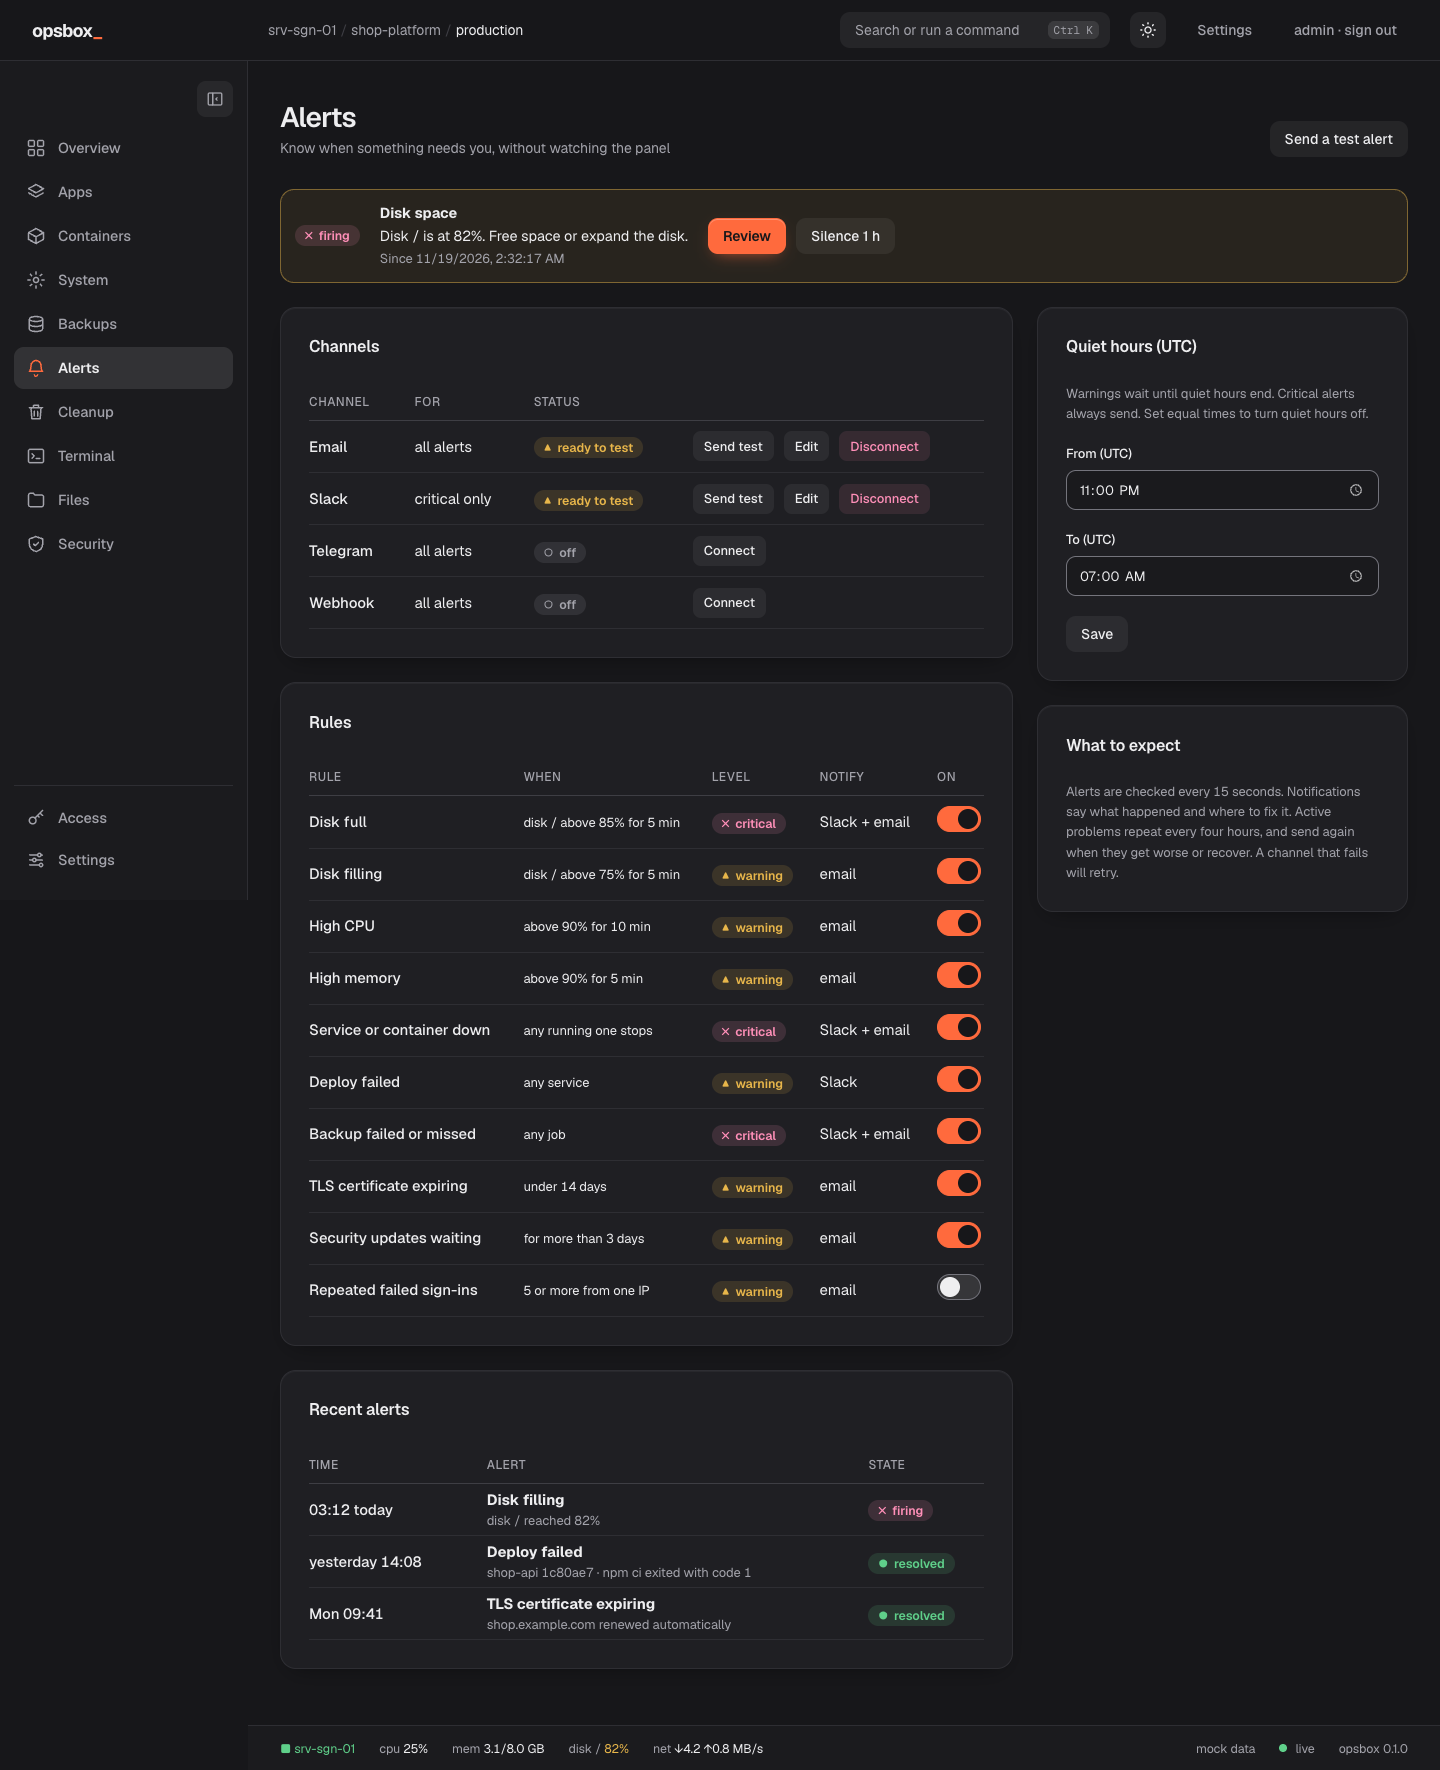 opsbox_
srv-sgn-01 / shop-platform / production
Search or run a command Ctrl K
Settings
admin · sign out
Overview
Apps
Containers
System
Backups
Alerts
Cleanup
Terminal
Files
Security
Access
Settings
Alerts
Know when something needs you, without watching the panel
Send a test alert
✕ firing
Disk space
Disk / is at 82%. Free space or expand the disk.
Since 11/19/2026, 2:32:17 AM
Review
Silence 1 h
Channels
CHANNEL FOR STATUS
Email all alerts ▲ ready to test Send test Edit Disconnect
Slack critical only ▲ ready to test Send test Edit Disconnect
Telegram all alerts ○ off Connect
Webhook all alerts ○ off Connect
Quiet hours (UTC)
Warnings wait until quiet hours end. Critical alerts
always send. Set equal times to turn quiet hours off.
From (UTC)
11:00 PM
To (UTC)
07:00 AM
Save
Rules
RULE WHEN LEVEL NOTIFY ON
Disk full disk / above 85% for 5 min ✕ critical Slack + email
Disk filling disk / above 75% for 5 min ▲ warning email
High CPU above 90% for 10 min ▲ warning email
High memory above 90% for 5 min ▲ warning email
Service or container down any running one stops ✕ critical Slack + email
Deploy failed any service ▲ warning Slack
Backup failed or missed any job ✕ critical Slack + email
TLS certificate expiring under 14 days ▲ warning email
Security updates waiting for more than 3 days ▲ warning email
Repeated failed sign-ins 5 or more from one IP ▲ warning email
What to expect
Alerts are checked every 15 seconds. Notifications
say what happened and where to fix it. Active
problems repeat every four hours, and send again
when they get worse or recover. A channel that fails
will retry.
Recent alerts
TIME ALERT STATE
03:12 today Disk filling ✕ firing
disk / reached 82%
yesterday 14:08 Deploy failed ● resolved
shop-api 1c80ae7 · npm ci exited with code 1
Mon 09:41 TLS certificate expiring ● resolved
shop.example.com renewed automatically
srv-sgn-01 cpu 25% mem 3.1/8.0 GB disk / 82% net ↓4.2 ↑0.8 MB/s mock data ● live opsbox 0.1.0